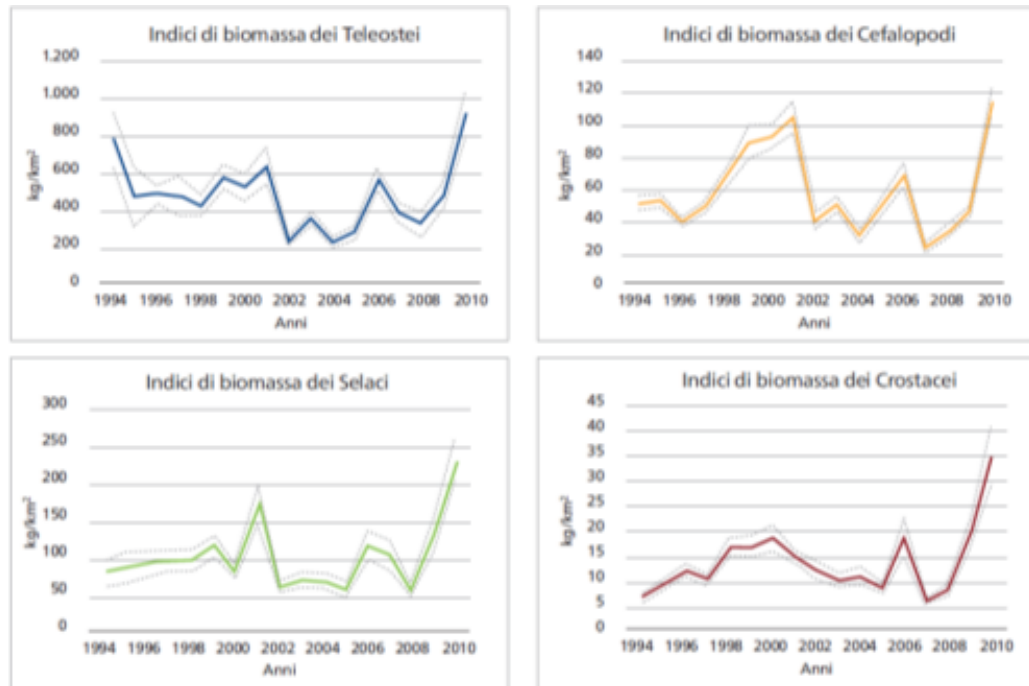 Indici di biomassa dei Teleostei
1.200
1.000
800
600
400
200
0
kg/km²
1994 1996 1998 2000 2002 2004 2006 2008 2010
Anni
Indici di biomassa dei Cefalopodi
140
120
100
80
60
40
20
0
kg/km²
1994 1996 1998 2000 2002 2004 2006 2008 2010
Anni
Indici di biomassa dei Selaci
300
250
200
150
100
50
0
kg/km²
1994 1996 1998 2000 2002 2004 2006 2008 2010
Anni
Indici di biomassa dei Crostacei
45
40
35
30
25
20
15
10
5
0
kg/km²
1994 1996 1998 2000 2002 2004 2006 2008 2010
Anni